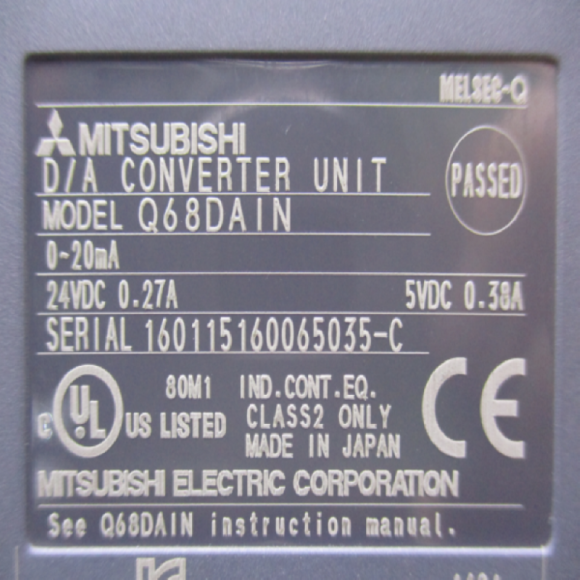 MELSEC-Q
MITSUBISHI
D/A CONVERTER UNIT
PASSED
MODEL Q68DAIN
0~20mA
24VDC 0.27A 5VDC 0.38A
SERIAL 160115160065035-C
c UL US LISTED 80M1 IND.CONT.EQ.
CLASS2 ONLY
MADE IN JAPAN
CE
MITSUBISHI ELECTRIC CORPORATION
See Q68DAIN instruction manual.